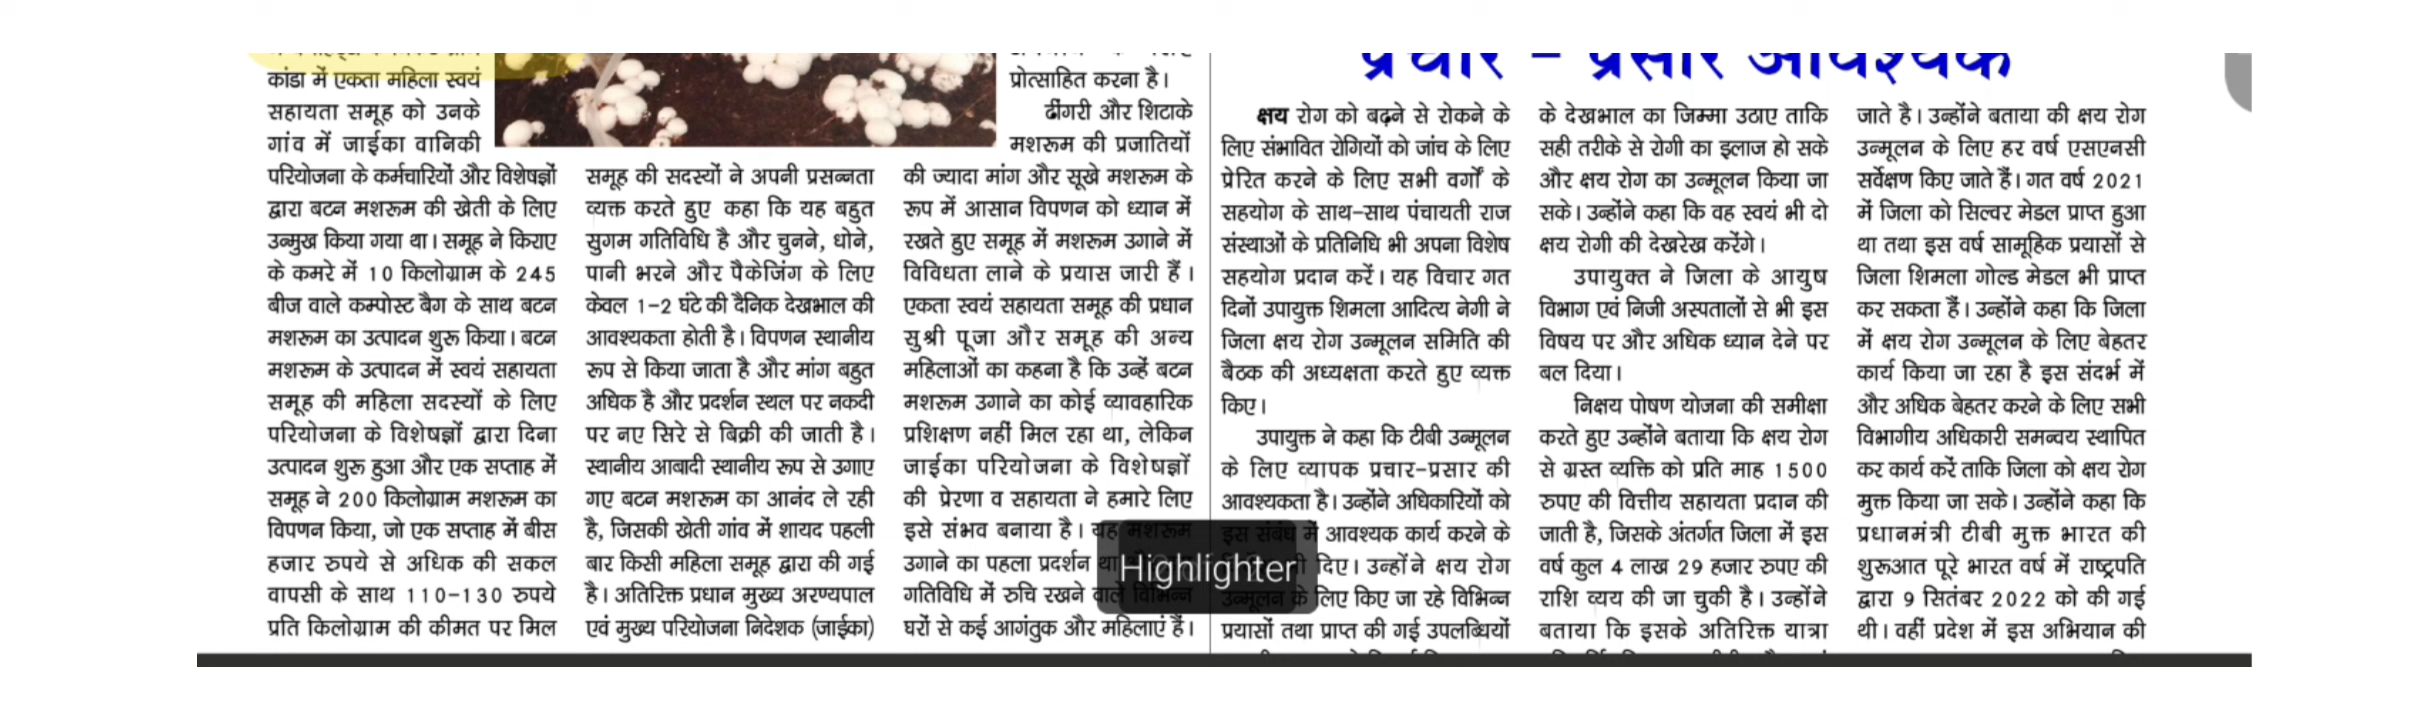 कांडा में एकता महिला स्वयं
सहायता समूह को उनके
गांव में जाईका वानिकी
परियोजना के कर्मचारियों और विशेषज्ञों
द्वारा बटन मशरूम की खेती के लिए
उन्मुख किया गया था। समूह ने किराए
के कमरे में 10 किलोग्राम के 245
बीज वाले कम्पोस्ट बैग के साथ बटन
मशरूम का उत्पादन शुरू किया। बटन
मशरूम के उत्पादन में स्वयं सहायता
समूह की महिला सदस्यों के लिए
परियोजना के विशेषज्ञों द्वारा दिना
उत्पादन शुरू हुआ और एक सप्ताह में
समूह ने 200 किलोग्राम मशरूम का
विपणन किया, जो एक सप्ताह में बीस
हजार रुपये से अधिक की सकल
वापसी के साथ 110-130 रुपये
प्रति किलोग्राम की कीमत पर मिल
समूह की सदस्यों ने अपनी प्रसन्नता
व्यक्त करते हुए कहा कि यह बहुत
सुगम गतिविधि है और चुनने, धोने,
पानी भरने और पैकेजिंग के लिए
केवल 1-2 घंटे की दैनिक देखभाल की
आवश्यकता होती है। विपणन स्थानीय
रूप से किया जाता है और मांग बहुत
अधिक है और प्रदर्शन स्थल पर नकदी
पर नए सिरे से बिक्री की जाती है।
स्थानीय आबादी स्थानीय रूप से उगाए
गए बटन मशरूम का आनंद ले रही
है, जिसकी खेती गांव में शायद पहली
बार किसी महिला समूह द्वारा की गई
है। अतिरिक्त प्रधान मुख्य अरण्यपाल
एवं मुख्य परियोजना निदेशक (जाईका)
प्रोत्साहित करना है।
ढींगरी और शिटाके
मशरूम की प्रजातियों
की ज्यादा मांग और सूखे मशरूम के
रूप में आसान विपणन को ध्यान में
रखते हुए समूह में मशरूम उगाने में
विविधता लाने के प्रयास जारी हैं।
एकता स्वयं सहायता समूह की प्रधान
सुश्री पूजा और समूह की अन्य
महिलाओं का कहना है कि उन्हें बटन
मशरूम उगाने का कोई व्यावहारिक
प्रशिक्षण नहीं मिल रहा था, लेकिन
जाईका परियोजना के विशेषज्ञों
की प्रेरणा व सहायता ने हमारे लिए
इसे संभव बनाया है। यह मशरूम
उगाने का पहला प्रदर्शन था
गतिविधि में रुचि रखने वाले विभिन्न
घरों से कई आगंतुक और महिलाएं हैं।
प्रचार - प्रसार आवश्यक
क्षय रोग को बढ़ने से रोकने के
लिए संभावित रोगियों को जांच के लिए
प्रेरित करने के लिए सभी वर्गों के
सहयोग के साथ-साथ पंचायती राज
संस्थाओं के प्रतिनिधि भी अपना विशेष
सहयोग प्रदान करें। यह विचार गत
दिनों उपायुक्त शिमला आदित्य नेगी ने
जिला क्षय रोग उन्मूलन समिति की
बैठक की अध्यक्षता करते हुए व्यक्त
किए।
उपायुक्त ने कहा कि टीबी उन्मूलन
के लिए व्यापक प्रचार-प्रसार की
आवश्यकता है। उन्होंने अधिकारियों को
इस संबंध में आवश्यक कार्य करने के
दिए। उन्होंने क्षय रोग
उन्मूलन के लिए किए जा रहे विभिन्न
प्रयासों तथा प्राप्त की गई उपलब्धियों
के देखभाल का जिम्मा उठाए ताकि
सही तरीके से रोगी का इलाज हो सके
और क्षय रोग का उन्मूलन किया जा
सके। उन्होंने कहा कि वह स्वयं भी दो
क्षय रोगी की देखरेख करेंगे।
उपायुक्त ने जिला के आयुष
विभाग एवं निजी अस्पतालों से भी इस
विषय पर और अधिक ध्यान देने पर
बल दिया।
निक्षय पोषण योजना की समीक्षा
करते हुए उन्होंने बताया कि क्षय रोग
से ग्रस्त व्यक्ति को प्रति माह 1500
रुपए की वित्तीय सहायता प्रदान की
जाती है, जिसके अंतर्गत जिला में इस
वर्ष कुल 4 लाख 29 हजार रुपए की
राशि व्यय की जा चुकी है। उन्होंने
बताया कि इसके अतिरिक्त यात्रा
जाते है। उन्होंने बताया की क्षय रोग
उन्मूलन के लिए हर वर्ष एसएनसी
सर्वेक्षण किए जाते हैं। गत वर्ष 2021
में जिला को सिल्वर मेडल प्राप्त हुआ
था तथा इस वर्ष सामूहिक प्रयासों से
जिला शिमला गोल्ड मेडल भी प्राप्त
कर सकता हैं। उन्होंने कहा कि जिला
में क्षय रोग उन्मूलन के लिए बेहतर
कार्य किया जा रहा है इस संदर्भ में
और अधिक बेहतर करने के लिए सभी
विभागीय अधिकारी समन्वय स्थापित
कर कार्य करें ताकि जिला को क्षय रोग
मुक्त किया जा सके। उन्होंने कहा कि
प्रधानमंत्री टीबी मुक्त भारत की
शुरूआत पूरे भारत वर्ष में राष्ट्रपति
द्वारा 9 सितंबर 2022 को की गई
थी। वहीं प्रदेश में इस अभियान की
Highlighter